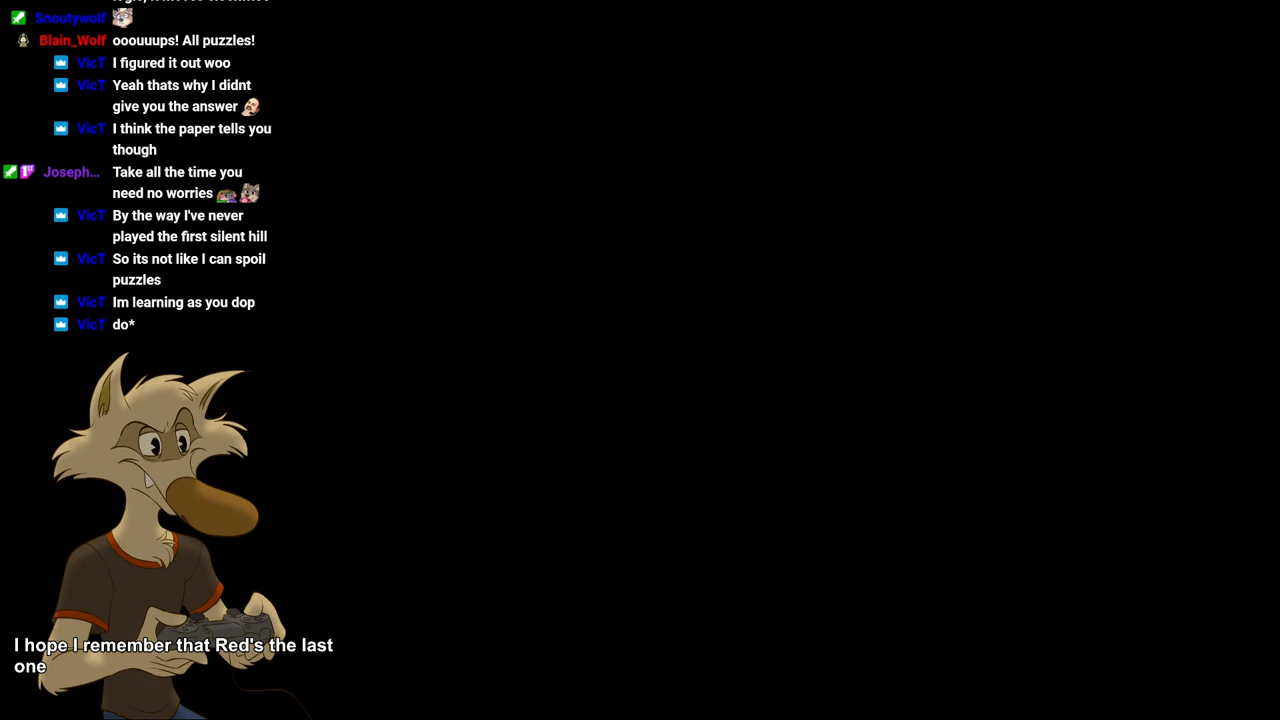 Snoutywolf
Blain_Wolf ooouuups! All puzzles!
VicT I figured it out woo
VicT Yeah thats why I didnt
give you the answer
VicT I think the paper tells you
though
Joseph... Take all the time you
need no worries
VicT By the way I've never
played the first silent hill
VicT So its not like I can spoil
puzzles
VicT Im learning as you dop
VicT do*
I hope I remember that Red's the last
one